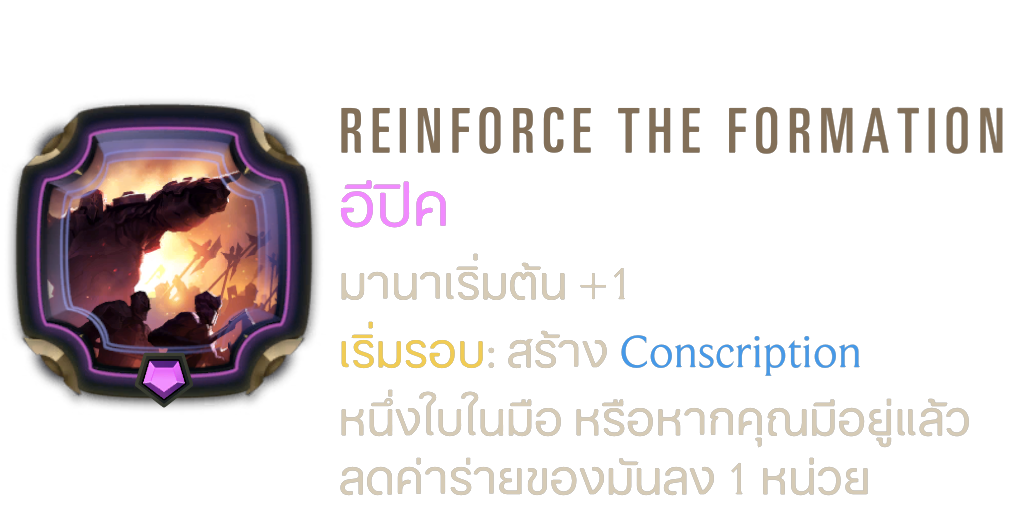 REINFORCE THE FORMATION
อีปิค
มานาเริ่มต้น +1
เริ่มรอบ: สร้าง Conscription
หนึ่งใบในมือ หรือหากคุณมีอยู่แล้ว
ลดค่าร่ายของมันลง 1 หน่วย